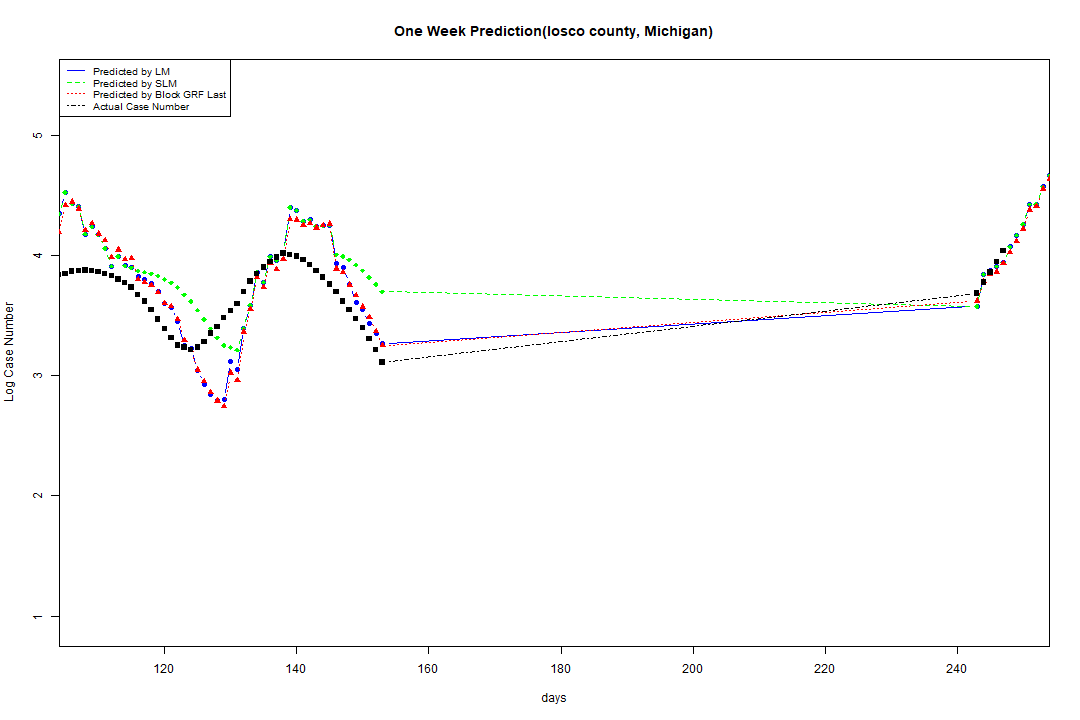 One Week Prediction(Iosco county, Michigan)
Predicted by LM
Predicted by SLM
Predicted by Block GRF Last
Actual Case Number
5
4
3
2
1
Log Case Number
120 140 160 180 200 220 240
days